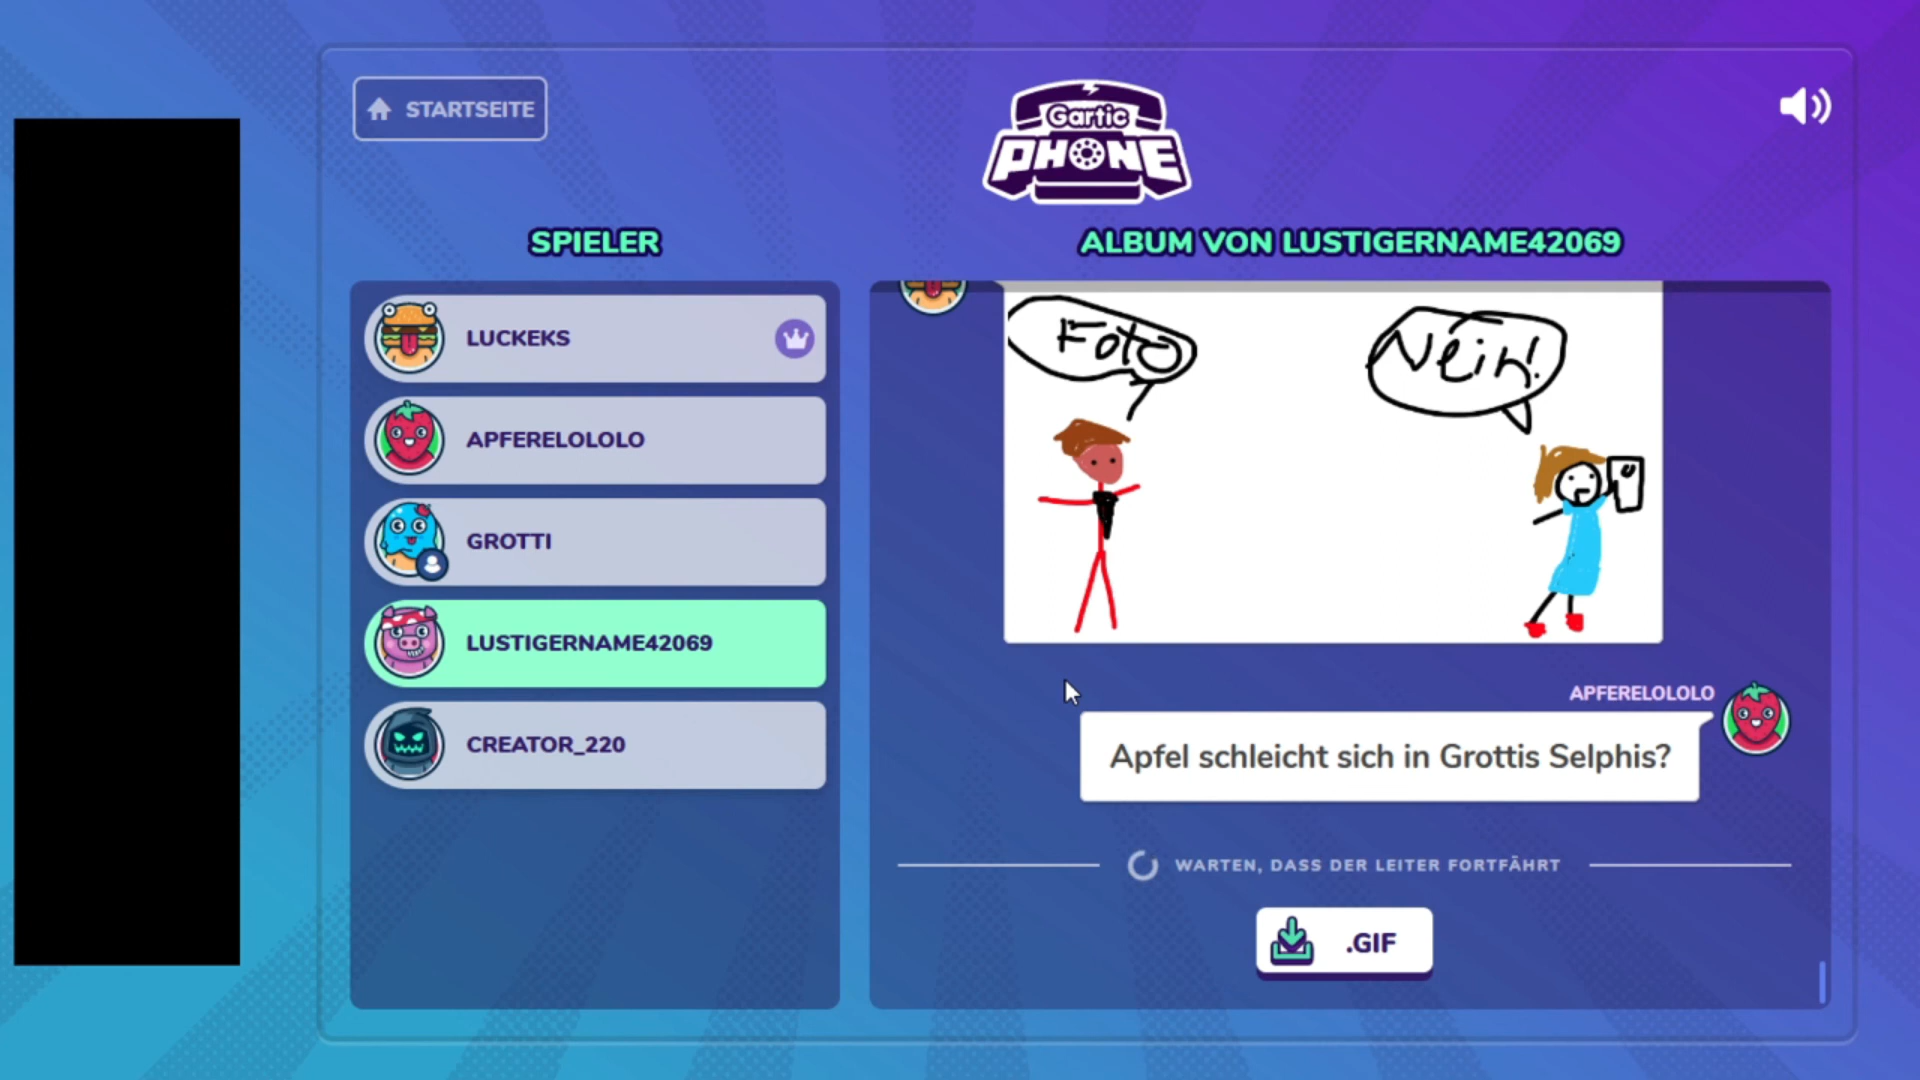 STARTSEITE
Gartic
PHONE
SPIELER
ALBUM VON LUSTIGERNAME42069
LUCKEKS
APFERELOLOLO
GROTTI
LUSTIGERNAME42069
CREATOR_220
Foto
Nein!
APFERELOLOLO
Apfel schleicht sich in Grottis Selphis?
WARTEN, DASS DER LEITER FORTFÄHRT
.GIF